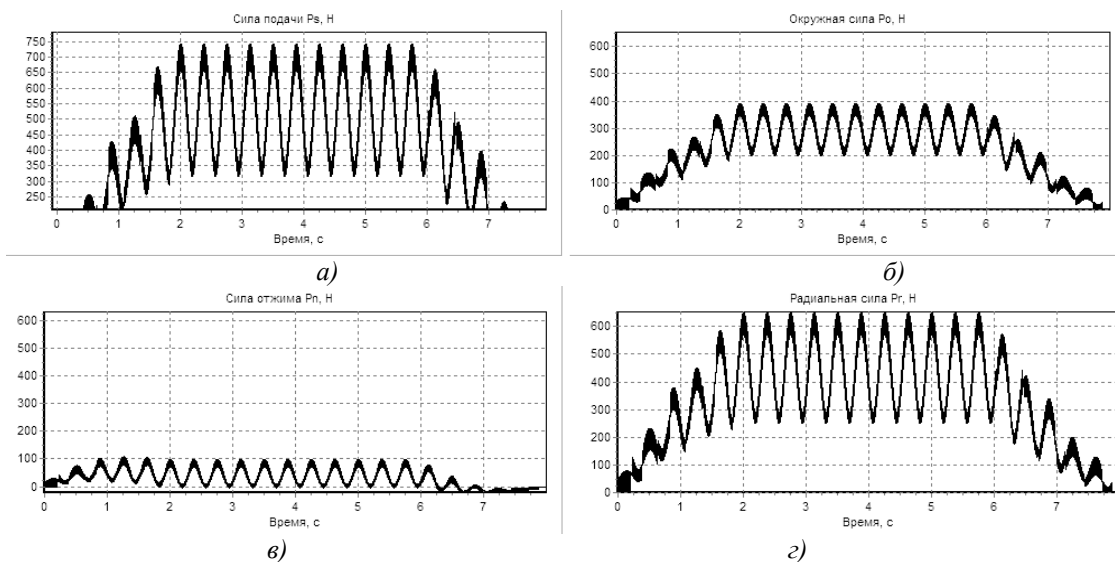 Сила подачи Ps, Н
750
700
650
600
550
500
450
400
350
300
250
0 1 2 3 4 5 6 7
Время, с
а)
Окружная сила Po, Н
600
500
400
300
200
100
0
0 1 2 3 4 5 6 7
Время, с
б)
Сила отжима Pn, Н
600
500
400
300
200
100
0
0 1 2 3 4 5 6 7
Время, с
в)
Радиальная сила Pr, Н
600
500
400
300
200
100
0
0 1 2 3 4 5 6 7
Время, с
г)